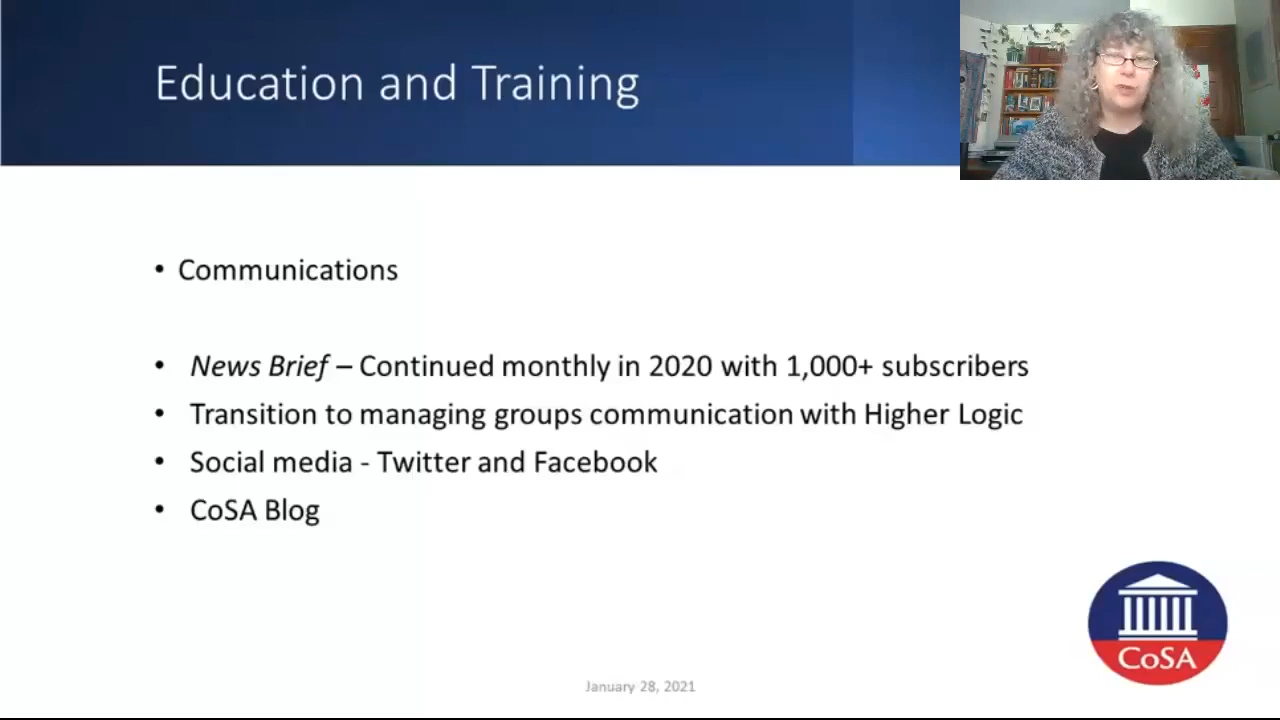 Education and Training
• Communications
• News Brief – Continued monthly in 2020 with 1,000+ subscribers
• Transition to managing groups communication with Higher Logic
• Social media - Twitter and Facebook
• CoSA Blog
CoSA
January 28, 2021